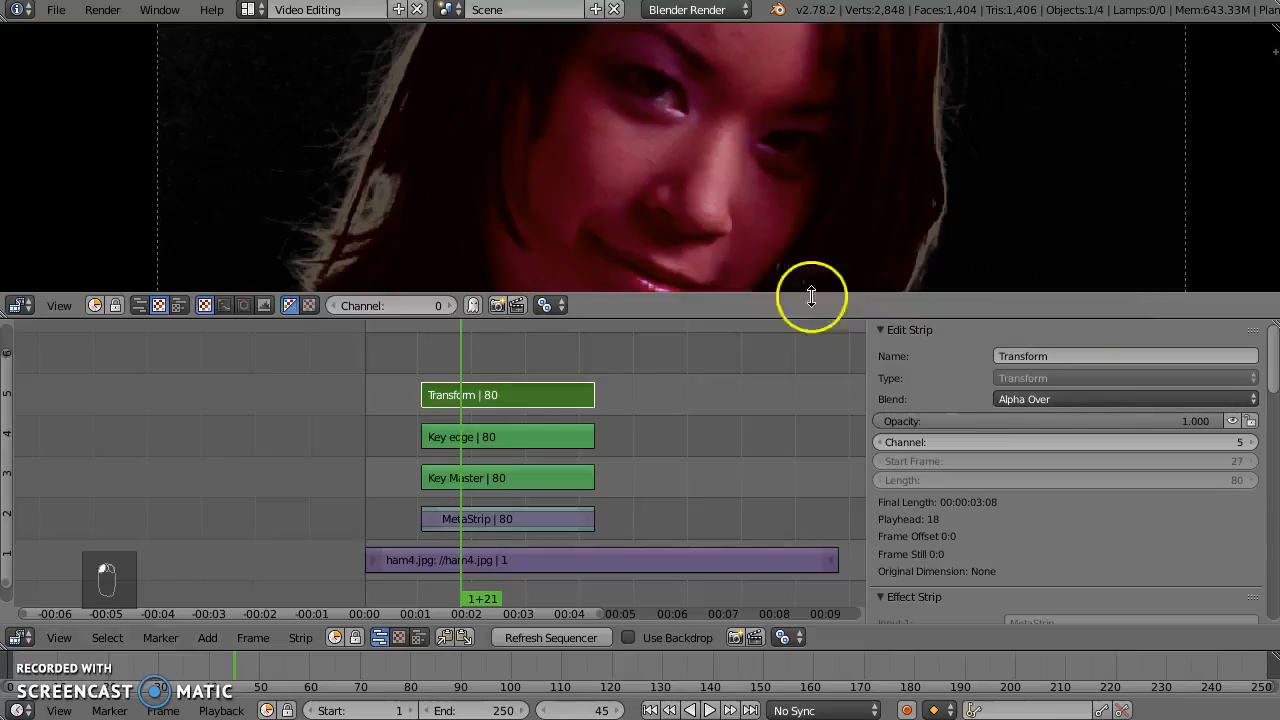 File Render Window Help Video Editing Scene Blender Render v2.78.2 | Verts:2,848 | Faces:1,404 | Tris:1,406 | Objects:1/4 | Lamps:0/0 | Mem:643.33M | Plan
View Channel: 0
Edit Strip
Name: Transform
Type: Transform
Blend: Alpha Over
Opacity: 1.000
Channel: 5
Start Frame: 27
Length: 80
Final Length: 00:00:03:08
Playhead: 18
Frame Offset 0:0
Frame Still 0:0
Original Dimension: None
Effect Strip
6
5 Transform | 80
4 Key edge | 80
3 Key Master | 80
2 MetaStrip | 80
1 ham4.jpg: //ham4.jpg | 1
1+21
-00:06 -00:05 -00:04 -00:03 -00:02 -00:01 00:00 00:01 00:02 00:03 00:04 00:05 00:06 00:07 00:08 00:09
View Select Marker Add Frame Strip Refresh Sequencer Use Backdrop
RECORDED WITH
SCREENCAST MATIC
50 60 70 80 90 100 110 120 130 140 150 160 170 180 190 200 210 220 230 240 250
View Marker Frame Playback Start: 1 End: 250 45 No Sync